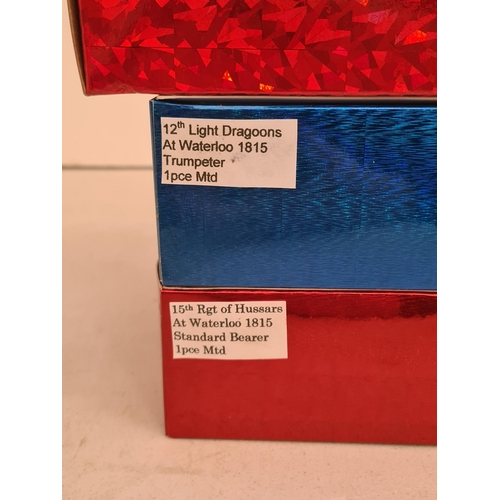 12th Light Dragoons
At Waterloo 1815
Trumpeter
1pce Mtd
15th Rgt of Hussars
At Waterloo 1815
Standard Bearer
1pce Mtd